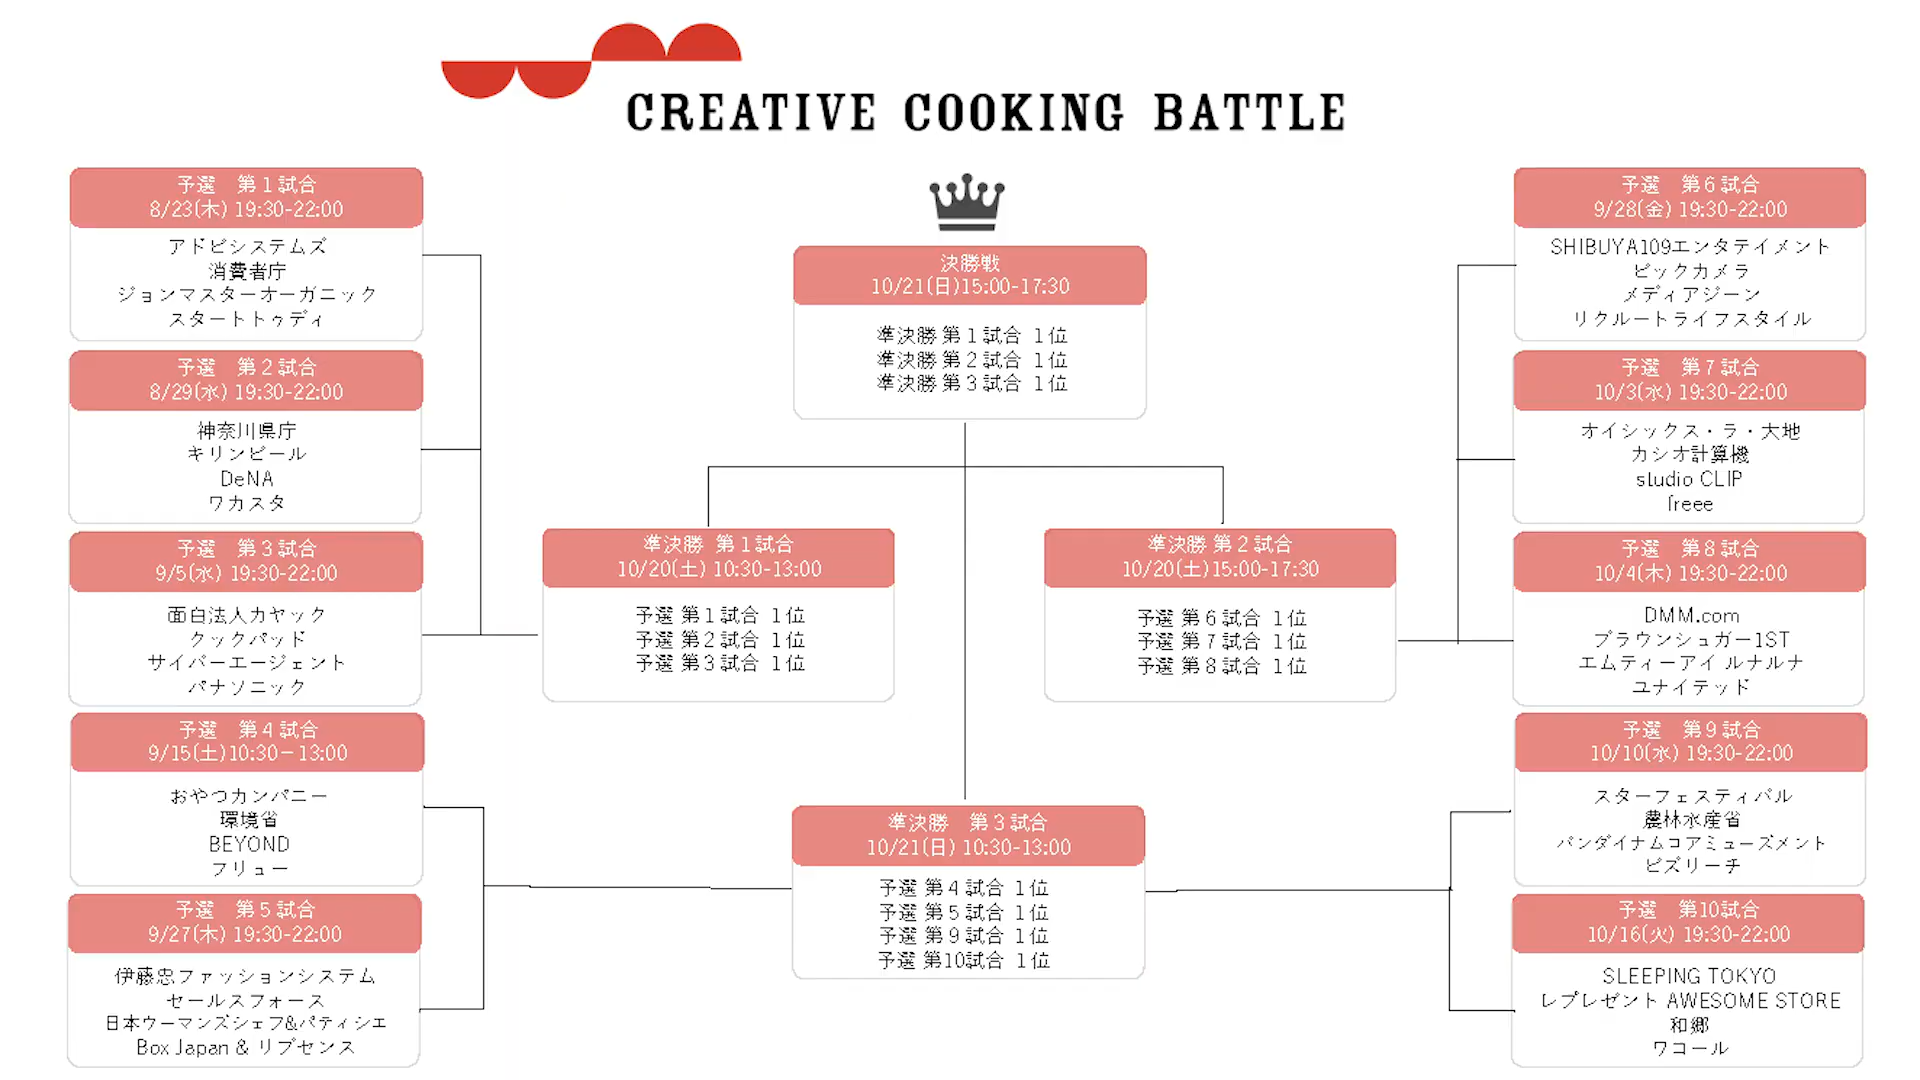 CREATIVE COOKING BATTLE
予選 第1試合
8/23(木) 19:30-22:00
アドビシステムズ
消費者庁
ジョンマスターオーガニック
スタートトゥディ
予選 第2試合
8/29(水) 19:30-22:00
神奈川県庁
キリンビール
DeNA
ワカスタ
予選 第3試合
9/5(水) 19:30-22:00
面白法人カヤック
クックパッド
サイバーエージェント
パナソニック
予選 第4試合
9/15(土)10:30－13:00
おやつカンパニー
環境省
BEYOND
フリュー
予選 第5試合
9/27(木) 19:30-22:00
伊藤忠ファッションシステム
セールスフォース
日本ウーマンズシェフ&パティシエ
Box Japan & リブセンス
決勝戦
10/21(日)15:00-17:30
準決勝 第1試合 1位
準決勝 第2試合 1位
準決勝 第3試合 1位
準決勝 第1試合
10/20(土) 10:30-13:00
予選 第1試合 1位
予選 第2試合 1位
予選 第3試合 1位
準決勝 第2試合
10/20(土)15:00-17:30
予選 第6試合 1位
予選 第7試合 1位
予選 第8試合 1位
準決勝 第3試合
10/21(日) 10:30-13:00
予選 第4試合 1位
予選 第5試合 1位
予選 第9試合 1位
予選 第10試合 1位
予選 第6試合
9/28(金) 19:30-22:00
SHIBUYA109エンタテイメント
ビックカメラ
メディアジーン
リクルートライフスタイル
予選 第7試合
10/3(水) 19:30-22:00
オイシックス・ラ・大地
カシオ計算機
studio CLIP
freee
予選 第8試合
10/4(木) 19:30-22:00
DMM.com
ブラウンシュガー1ST
エムティーアイ ルナルナ
ユナイテッド
予選 第9試合
10/10(水) 19:30-22:00
スターフェスティバル
農林水産省
バンダイナムコアミューズメント
ビズリーチ
予選 第10試合
10/16(火) 19:30-22:00
SLEEPING TOKYO
レプレゼント AWESOME STORE
和郷
ワコール